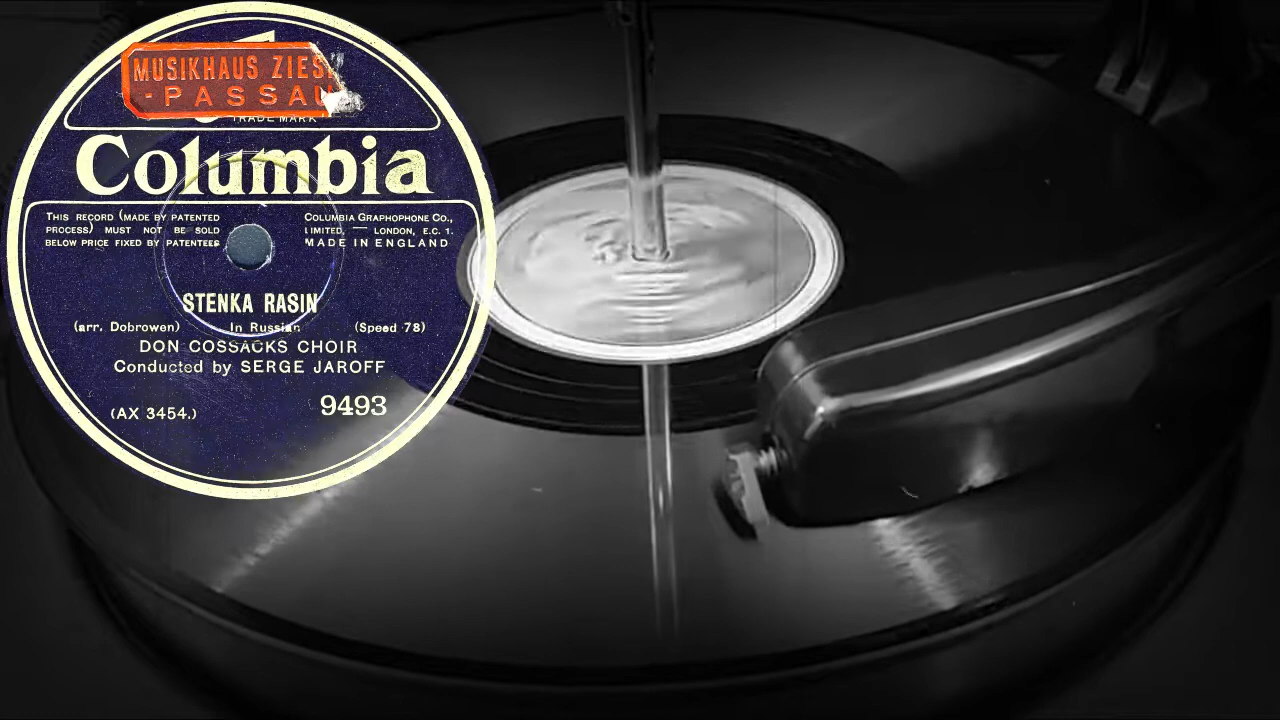 MUSIKHAUS
- PASSAU
TRADE MARK
Columbia
THIS RECORD (MADE BY PATENTED
PROCESS) MUST NOT BE SOLD
BELOW PRICE FIXED BY PATENTEES
COLUMBIA GRAPHOPHONE CO.,
LIMITED, — LONDON, E.C. 1.
MADE IN ENGLAND
STENKA RASIN
(arr. Dobrowen) In Russian (Speed 78)
DON COSSACKS CHOIR
Conducted by SERGE JAROFF
(AX 3454.) 9493